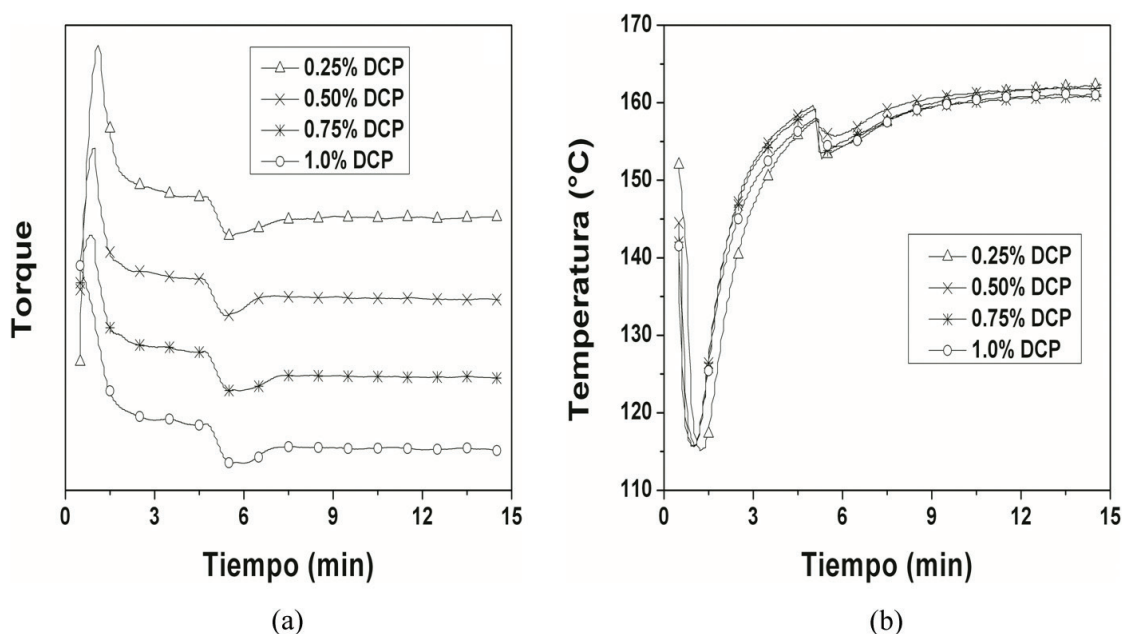 0.25% DCP
0.50% DCP
0.75% DCP
1.0% DCP
Torque
0 3 6 9 12 15
Tiempo (min)
(a)
170
160
150
140
130
120
110
Temperatura (°C)
0.25% DCP
0.50% DCP
0.75% DCP
1.0% DCP
0 3 6 9 12 15
Tiempo (min)
(b)